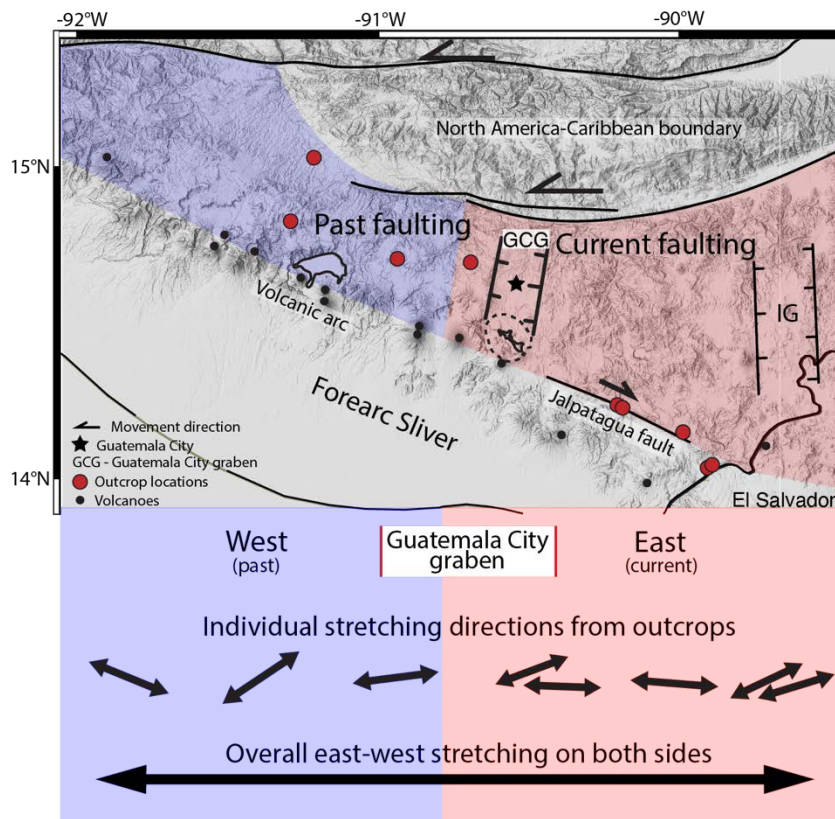 -92°W
-91°W
-90°W
North America-Caribbean boundary
15°N
Past faulting
GCG
Current faulting
IG
Volcanic arc
Forearc Sliver
Jalpatagua fault
Movement direction
Guatemala City
GCG - Guatemala City graben
Outcrop locations
Volcanoes
14°N
El Salvador
West
(past)
Guatemala City
graben
East
(current)
Individual stretching directions from outcrops
Overall east-west stretching on both sides